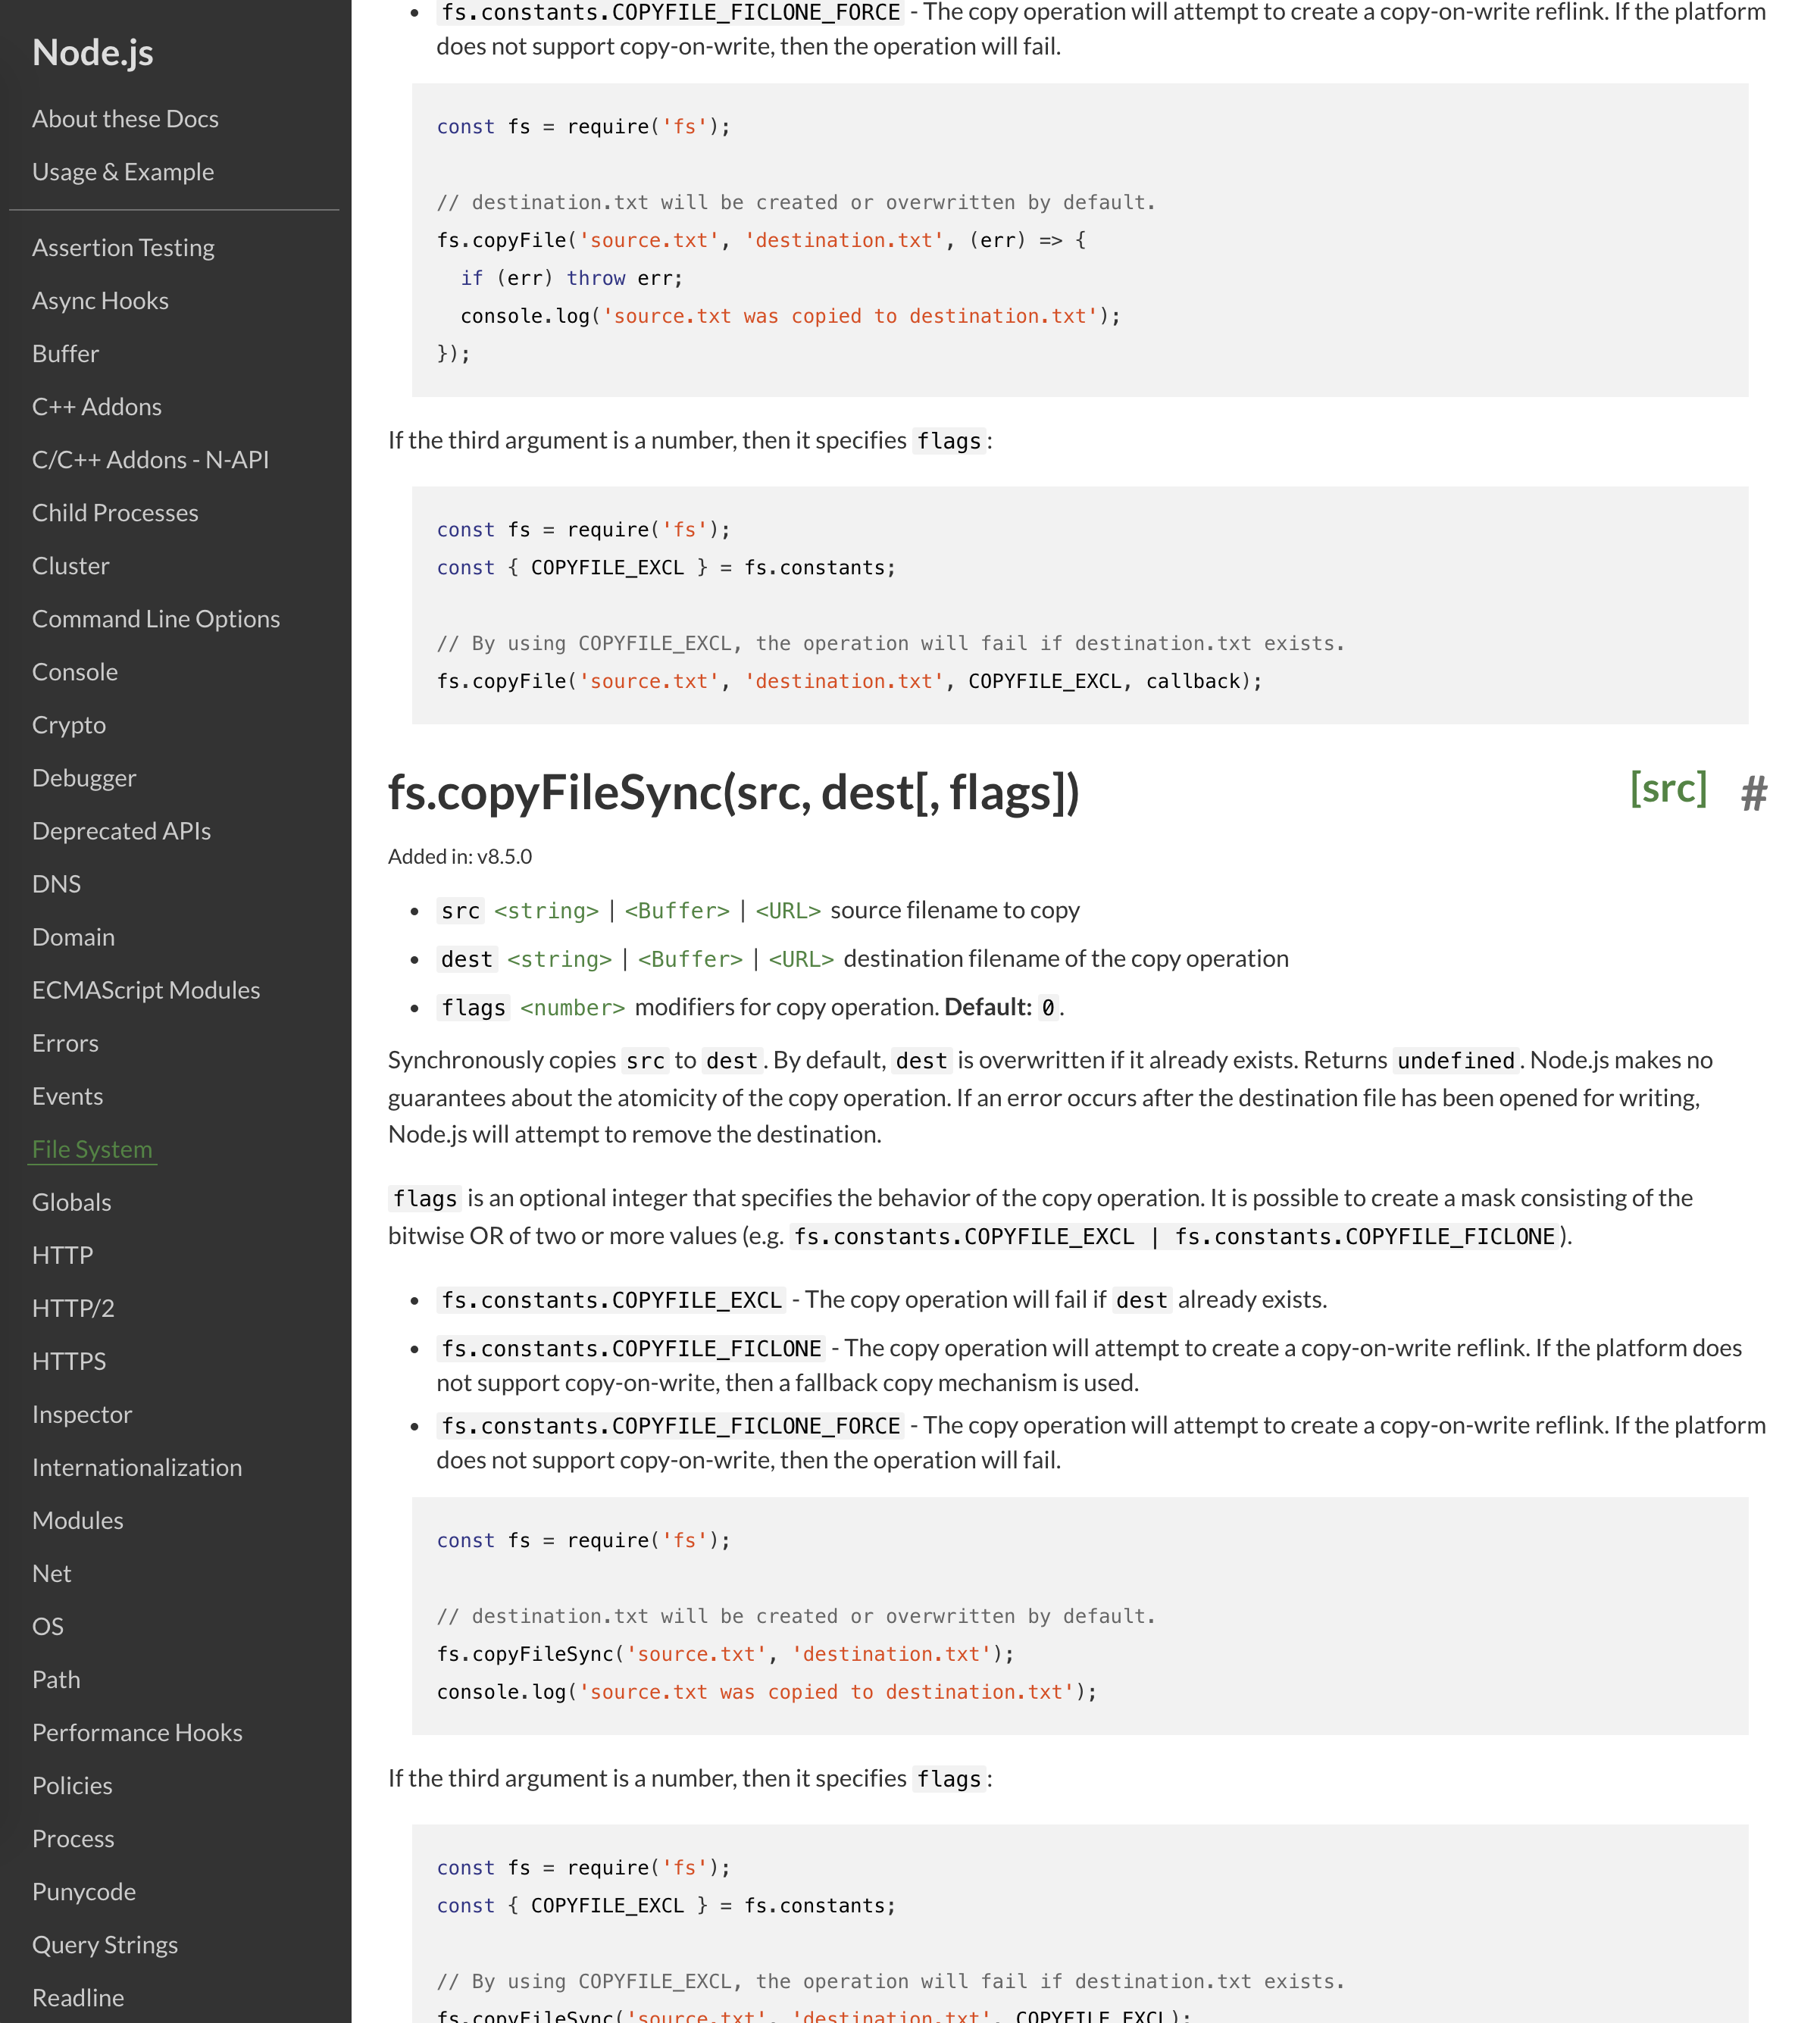 Node.js
About these Docs
Usage & Example
Assertion Testing
Async Hooks
Buffer
C++ Addons
C/C++ Addons - N-API
Child Processes
Cluster
Command Line Options
Console
Crypto
Debugger
Deprecated APIs
DNS
Domain
ECMAScript Modules
Errors
Events
File System
Globals
HTTP
HTTP/2
HTTPS
Inspector
Internationalization
Modules
Net
OS
Path
Performance Hooks
Policies
Process
Punycode
Query Strings
Readline
• fs.constants.COPYFILE_FICLONE_FORCE - The copy operation will attempt to create a copy-on-write reflink. If the platform
does not support copy-on-write, then the operation will fail.
const fs = require('fs');
// destination.txt will be created or overwritten by default.
fs.copyFile('source.txt', 'destination.txt', (err) => {
  if (err) throw err;
  console.log('source.txt was copied to destination.txt');
});
If the third argument is a number, then it specifies flags:
const fs = require('fs');
const { COPYFILE_EXCL } = fs.constants;
// By using COPYFILE_EXCL, the operation will fail if destination.txt exists.
fs.copyFile('source.txt', 'destination.txt', COPYFILE_EXCL, callback);
fs.copyFileSync(src, dest[, flags]) [src] #
Added in: v8.5.0
• src <string> | <Buffer> | <URL> source filename to copy
• dest <string> | <Buffer> | <URL> destination filename of the copy operation
• flags <number> modifiers for copy operation. Default: 0.
Synchronously copies src to dest. By default, dest is overwritten if it already exists. Returns undefined. Node.js makes no
guarantees about the atomicity of the copy operation. If an error occurs after the destination file has been opened for writing,
Node.js will attempt to remove the destination.
flags is an optional integer that specifies the behavior of the copy operation. It is possible to create a mask consisting of the
bitwise OR of two or more values (e.g. fs.constants.COPYFILE_EXCL | fs.constants.COPYFILE_FICLONE).
• fs.constants.COPYFILE_EXCL - The copy operation will fail if dest already exists.
• fs.constants.COPYFILE_FICLONE - The copy operation will attempt to create a copy-on-write reflink. If the platform does
not support copy-on-write, then a fallback copy mechanism is used.
• fs.constants.COPYFILE_FICLONE_FORCE - The copy operation will attempt to create a copy-on-write reflink. If the platform
does not support copy-on-write, then the operation will fail.
const fs = require('fs');
// destination.txt will be created or overwritten by default.
fs.copyFileSync('source.txt', 'destination.txt');
console.log('source.txt was copied to destination.txt');
If the third argument is a number, then it specifies flags:
const fs = require('fs');
const { COPYFILE_EXCL } = fs.constants;
// By using COPYFILE_EXCL, the operation will fail if destination.txt exists.
fs.copyFileSync('source.txt', 'destination.txt', COPYFILE_EXCL);